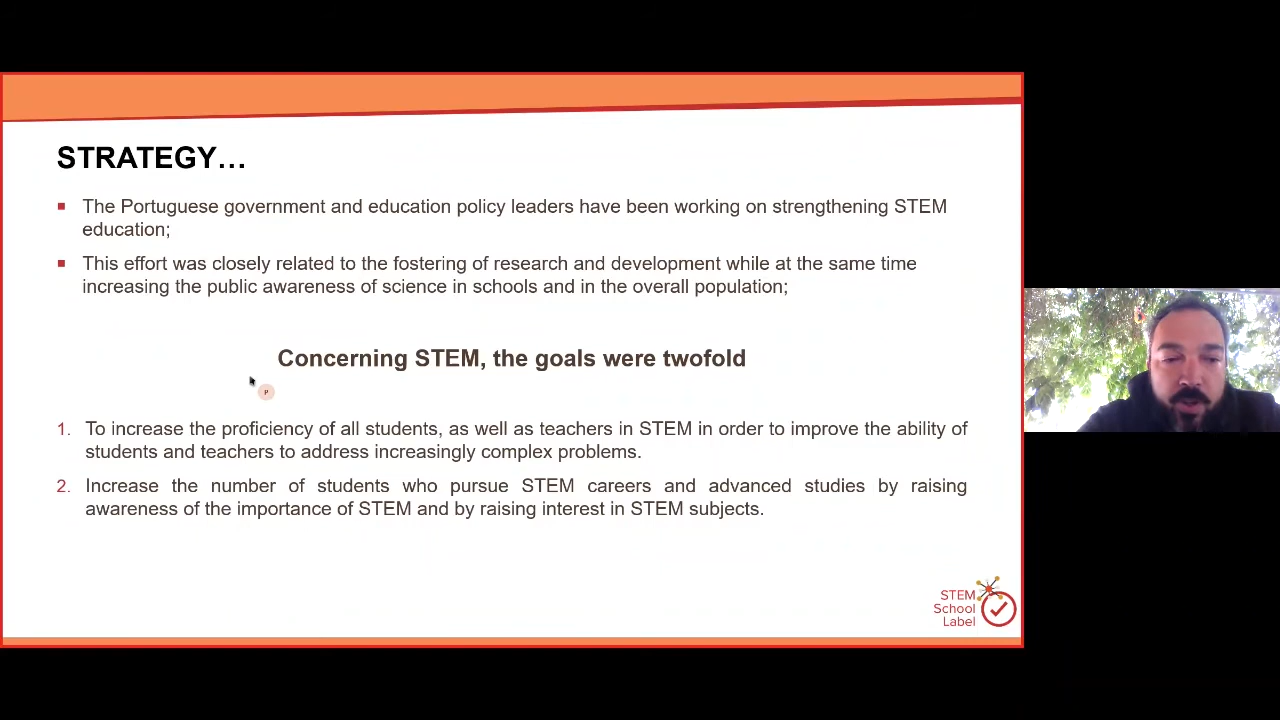 STRATEGY…
▪ The Portuguese government and education policy leaders have been working on strengthening STEM
education;
▪ This effort was closely related to the fostering of research and development while at the same time
increasing the public awareness of science in schools and in the overall population;
Concerning STEM, the goals were twofold
P
1. To increase the proficiency of all students, as well as teachers in STEM in order to improve the ability of
students and teachers to address increasingly complex problems.
2. Increase the number of students who pursue STEM careers and advanced studies by raising
awareness of the importance of STEM and by raising interest in STEM subjects.
STEM
School
Label